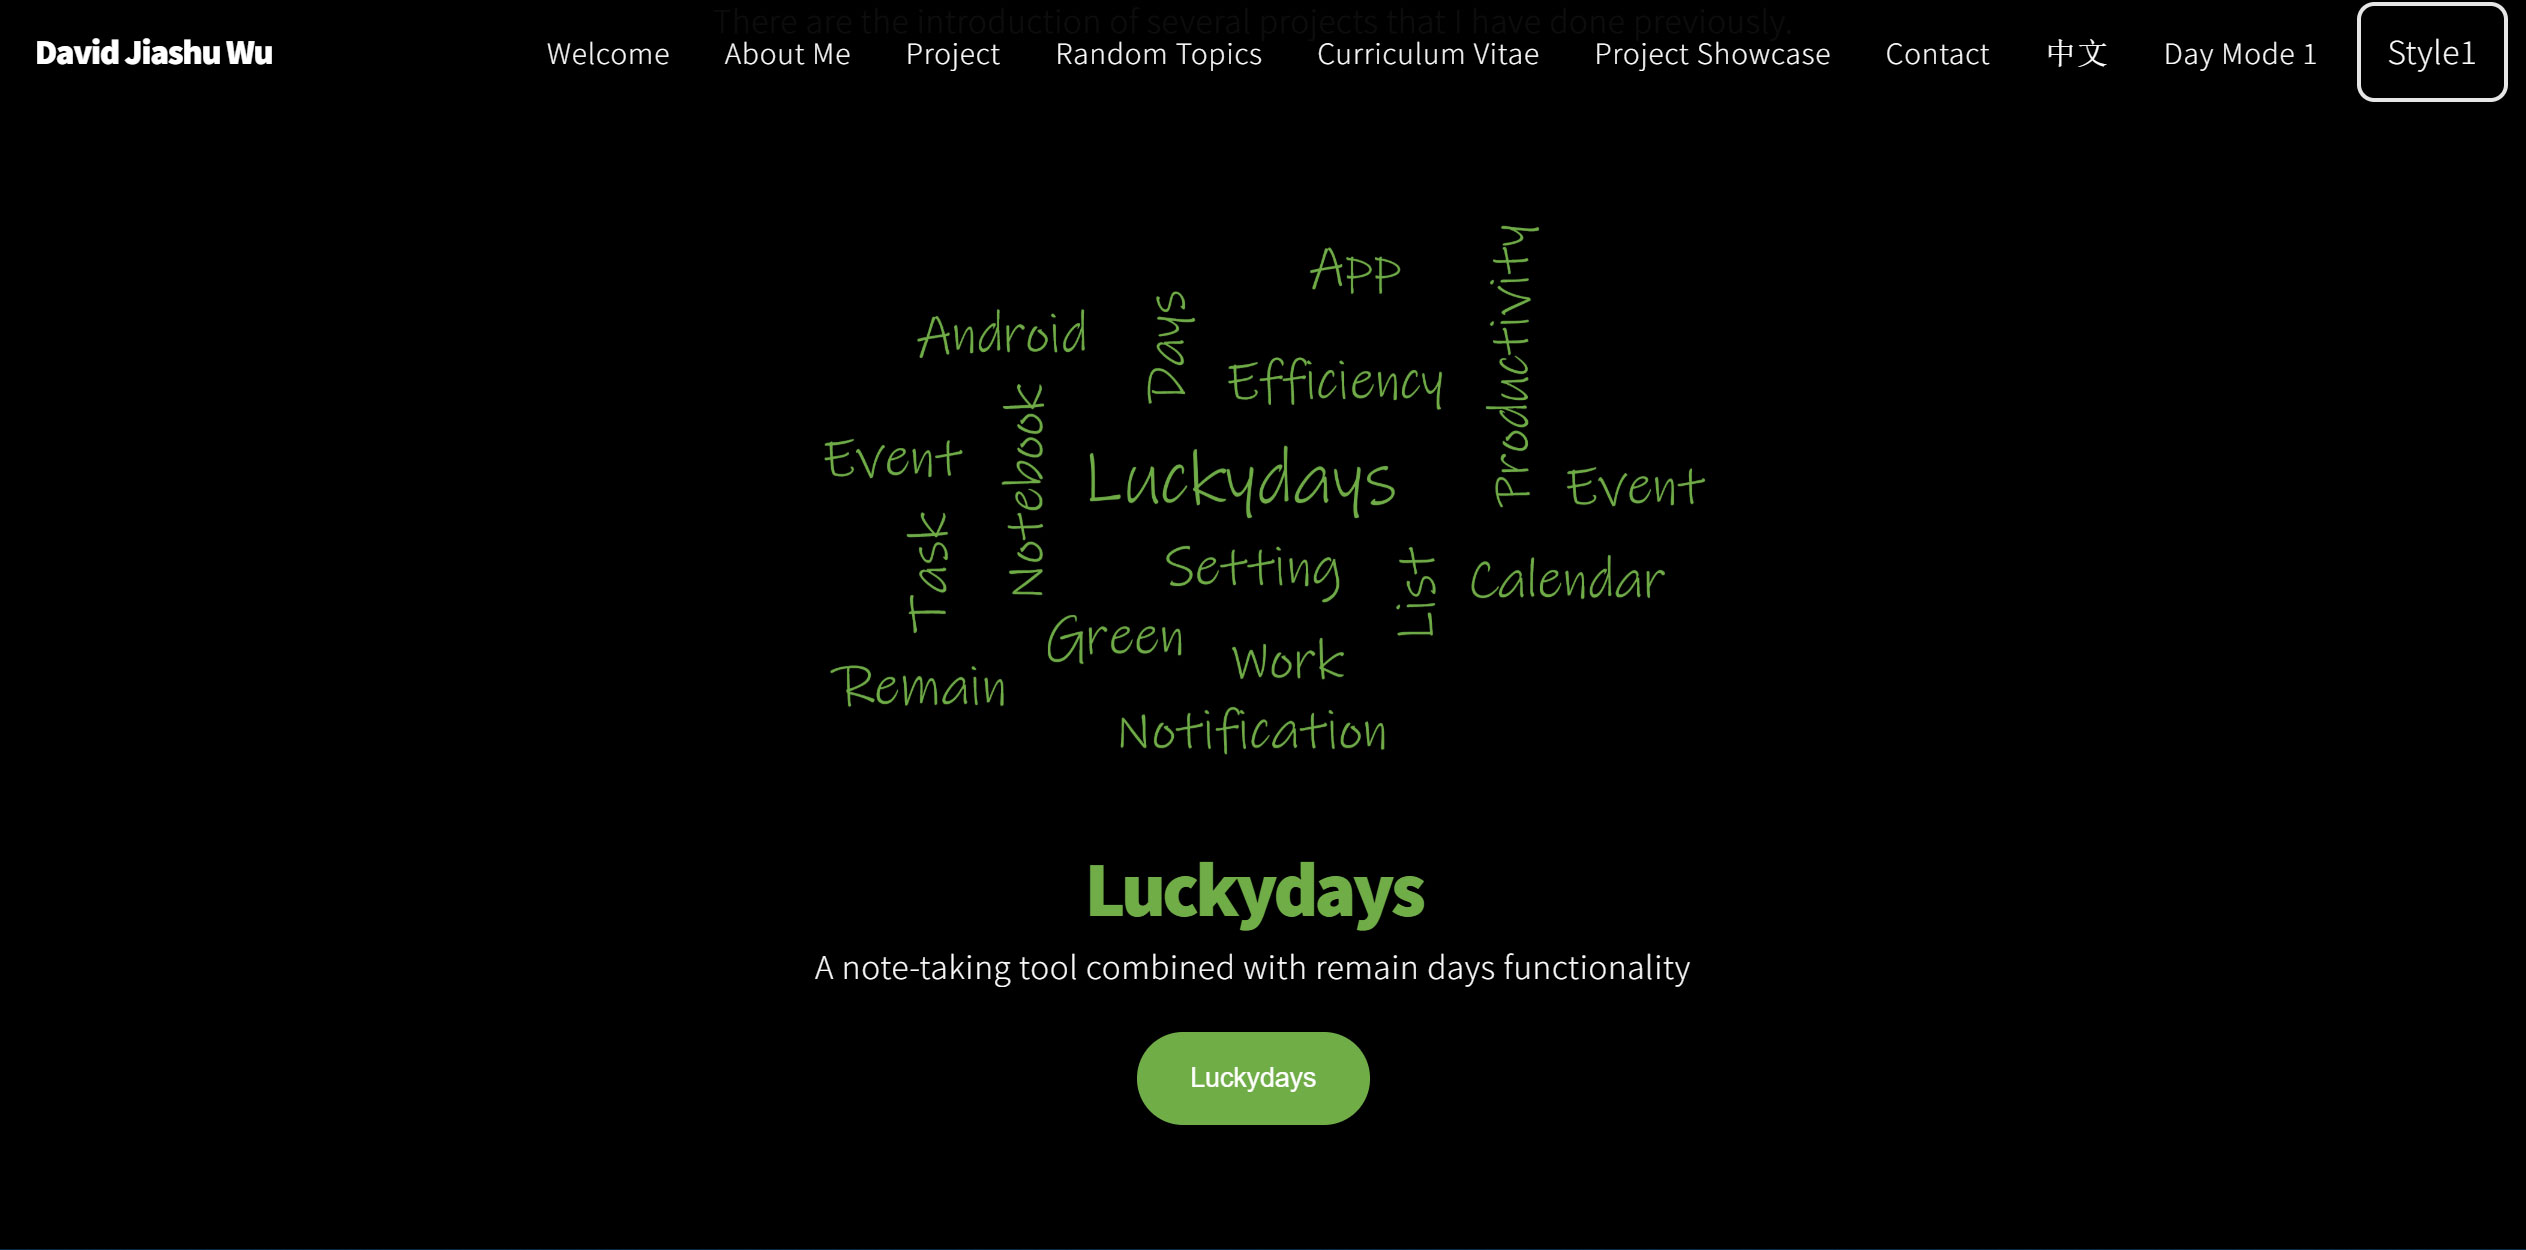 There are the introduction of several projects that I have done previously.
David Jiashu Wu
Welcome
About Me
Project
Random Topics
Curriculum Vitae
Project Showcase
Contact
中文
Day Mode 1
Style1
App
Productivity
Days
Android
Efficiency
Notebook
Event
Luckydays
Event
Task
Setting
List
Calendar
Green
Work
Remain
Notification
Luckydays
A note-taking tool combined with remain days functionality
Luckydays